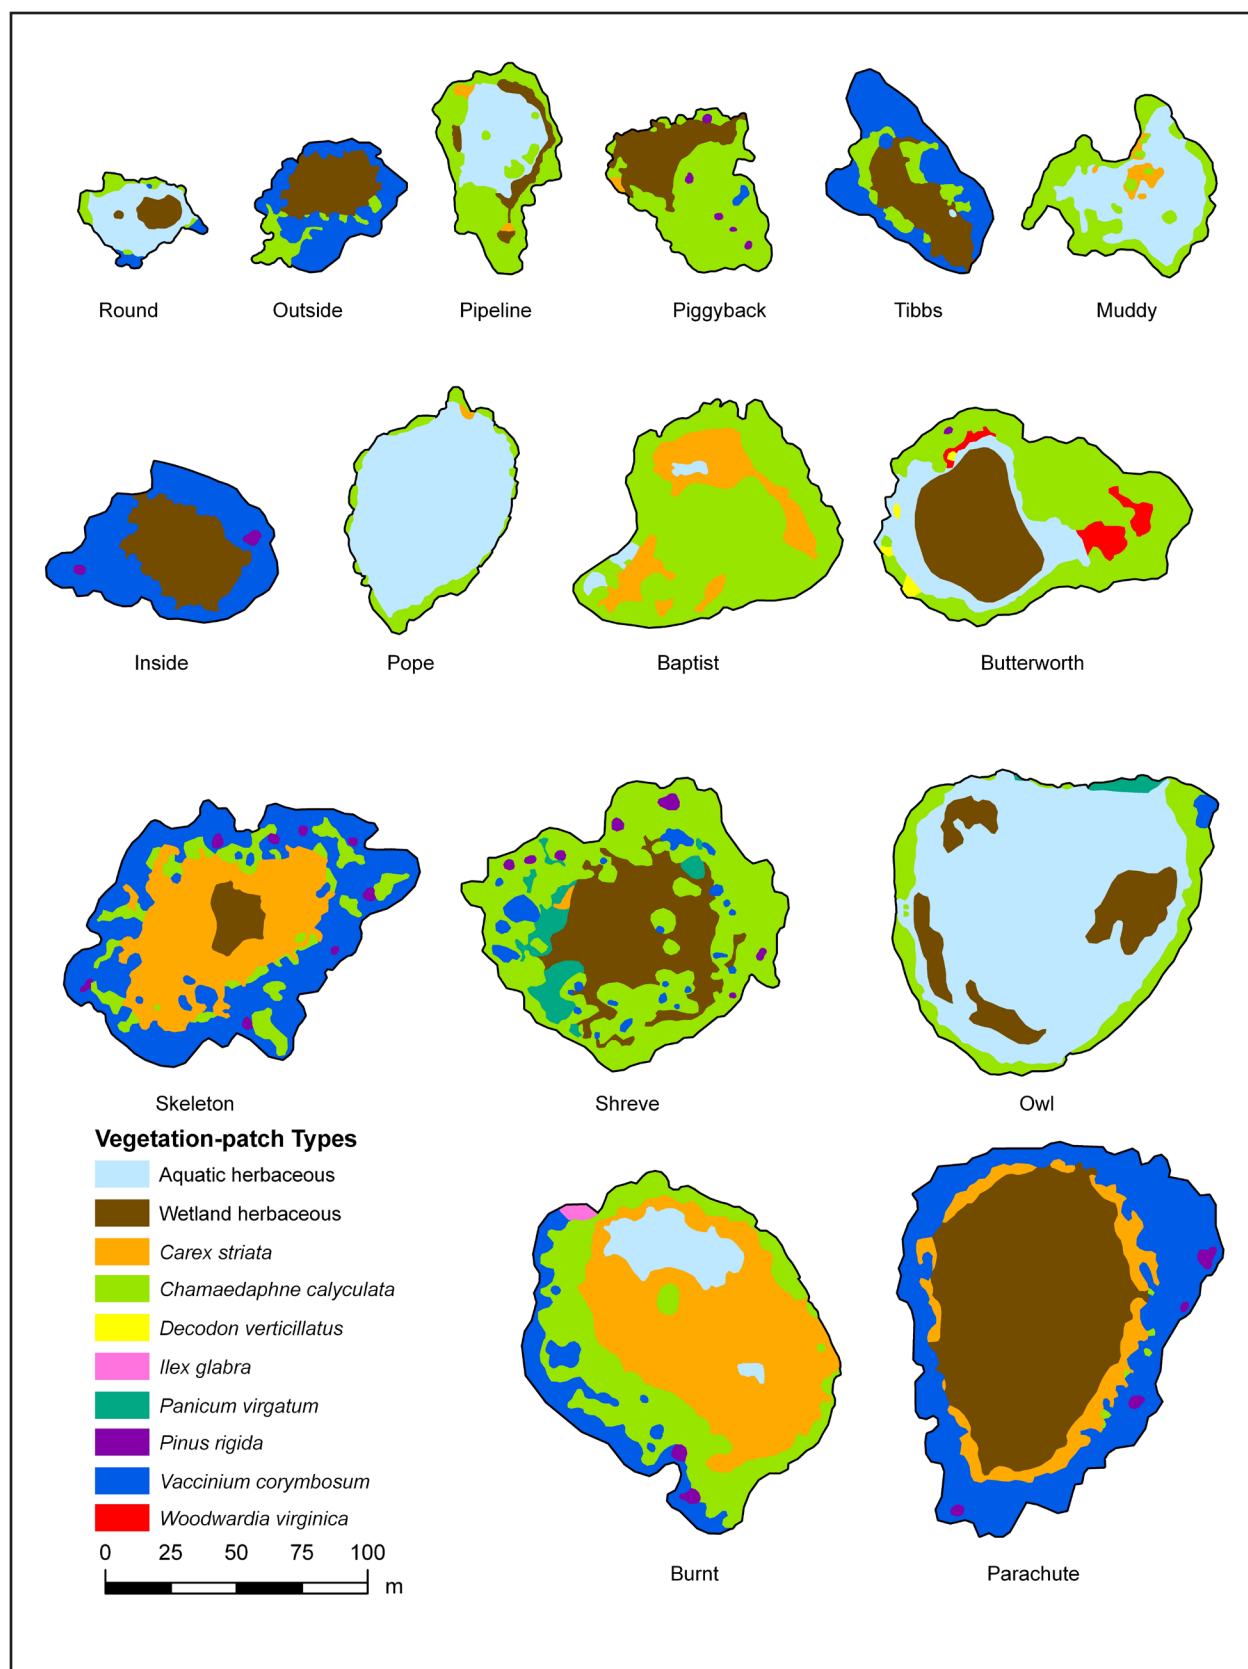 Round
Outside
Pipeline
Piggyback
Tibbs
Muddy
Inside
Pope
Baptist
Butterworth
Skeleton
Shreve
Owl
Vegetation-patch Types
Aquatic herbaceous
Wetland herbaceous
Carex striata
Chamaedaphne calyculata
Decodon verticillatus
Ilex glabra
Panicum virgatum
Pinus rigida
Vaccinium corymbosum
Woodwardia virginica
0 25 50 75 100
m
Burnt
Parachute